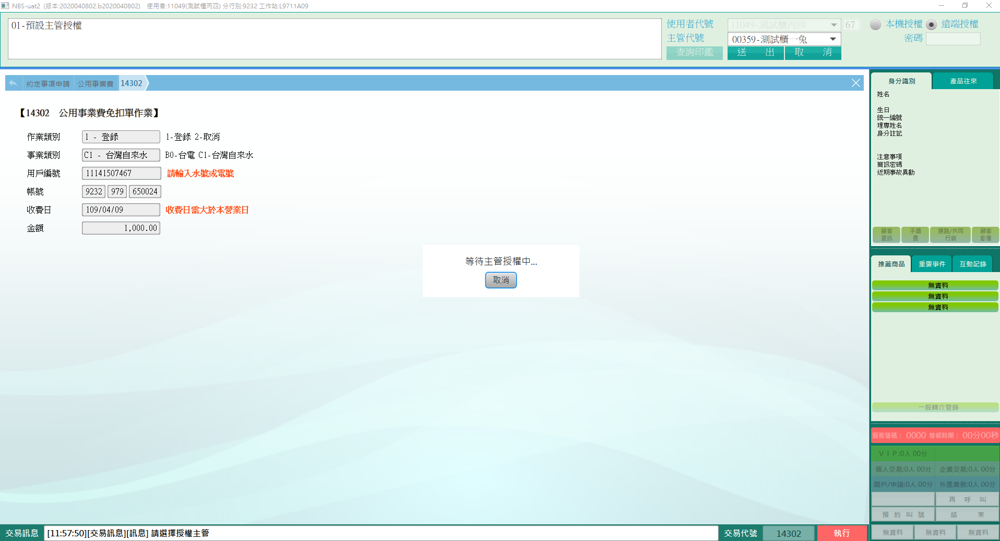 NBS-uat2 (版本:2020040802.b2020040802) 使用者:11049(測試櫃丙四) 分行別:9232 工作站:L9711A09
01-預設主管授權
使用者代號 11049-測試櫃丙四 67 本機授權 遠端授權
主管代號 00359-測試櫃一兔 密碼
查詢印鑑 送 出 取 消
約定事項申請 公用事業費 14302
【14302 公用事業費免扣單作業】
作業類別 1 - 登錄 1-登錄 2-取消
事業類別 C1 - 台灣自來水 B0-台電 C1-台灣自來水
用戶編號 11141507467 請輸入水號或電號
帳號 9232 979 650024
收費日 109/04/09 收費日需大於本營業日
金額 1,000.00
等待主管授權中...
取消
身分識別 產品往來
姓名
生日
統一編號
理專姓名
身分註記
注意事項
簡訊密碼
近期事故異動
顧客資訊 手續費 通路/共同行銷 顧客影像
推薦商品 重要事件 互動記錄
無資料
無資料
無資料
一般轉介登錄
服務號碼： 0000 等候時間： 00分00秒
ＶＩＰ:0人 00分
個人交易:0人 00分 企業交易:0人 00分
開戶/申請:0人 00分 外匯業務:0人 00分
再 呼 叫
預 約 叫 號 結 束
無資料 無資料 無資料
交易訊息 [11:57:50][交易訊息][訊息] 請選擇授權主管 交易代號 14302 執行